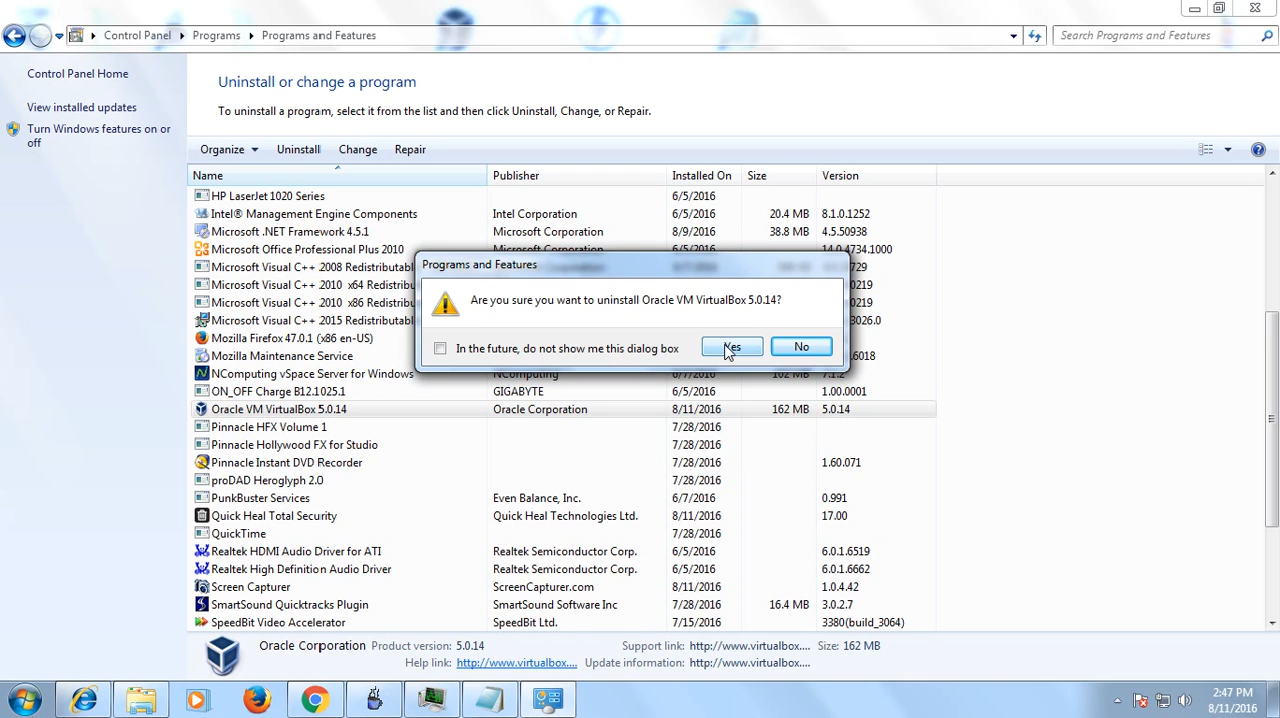 Control Panel Programs Programs and Features Search Programs and Features
Control Panel Home
View installed updates
Turn Windows features on or
off
Uninstall or change a program
To uninstall a program, select it from the list and then click Uninstall, Change, or Repair.
Organize Uninstall Change Repair
Name Publisher Installed On Size Version
HP LaserJet 1020 Series 6/5/2016
Intel® Management Engine Components Intel Corporation 6/5/2016 20.4 MB 8.1.0.1252
Microsoft .NET Framework 4.5.1 Microsoft Corporation 8/9/2016 38.8 MB 4.5.50938
Microsoft Office Professional Plus 2010 Microsoft Corporation 6/5/2016 14.0.4734.1000
Microsoft Visual C++ 2008 Redistributabl
Microsoft Visual C++ 2010 x64 Redistribut
Microsoft Visual C++ 2010 x86 Redistribut
Microsoft Visual C++ 2015 Redistributabl
Mozilla Firefox 47.0.1 (x86 en-US)
Mozilla Maintenance Service
NComputing vSpace Server for Windows NComputing 162 MB
ON_OFF Charge B12.1025.1 GIGABYTE 6/5/2016 1.00.0001
Oracle VM VirtualBox 5.0.14 Oracle Corporation 8/11/2016 162 MB 5.0.14
Pinnacle HFX Volume 1 7/28/2016
Pinnacle Hollywood FX for Studio 7/28/2016
Pinnacle Instant DVD Recorder 7/28/2016 1.60.071
proDAD Heroglyph 2.0 7/28/2016
PunkBuster Services Even Balance, Inc. 6/7/2016 0.991
Quick Heal Total Security Quick Heal Technologies Ltd. 8/11/2016 17.00
QuickTime 7/28/2016
Realtek HDMI Audio Driver for ATI Realtek Semiconductor Corp. 6/5/2016 6.0.1.6519
Realtek High Definition Audio Driver Realtek Semiconductor Corp. 6/5/2016 6.0.1.6662
Screen Capturer ScreenCapturer.com 8/11/2016 1.0.4.42
SmartSound Quicktracks Plugin SmartSound Software Inc 7/28/2016 16.4 MB 3.0.2.7
SpeedBit Video Accelerator SpeedBit Ltd. 7/15/2016 3380(build_3064)
Programs and Features
Are you sure you want to uninstall Oracle VM VirtualBox 5.0.14?
In the future, do not show me this dialog box Yes No
Oracle Corporation Product version: 5.0.14 Support link: http://www.virtualbox.... Size: 162 MB
Help link: http://www.virtualbox.... Update information: http://www.virtualbox....
2:47 PM
8/11/2016